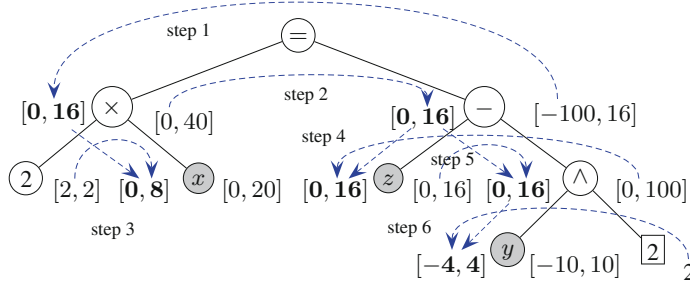 =
step 1
step 2
[0, 16] × [0, 40] [0, 16] − [−100, 16]
step 4
step 5
2 [2, 2] [0, 8] x [0, 20] [0, 16] z [0, 16] [0, 16] ∧ [0, 100]
step 3
step 6
[−4, 4] y [−10, 10] 2 2